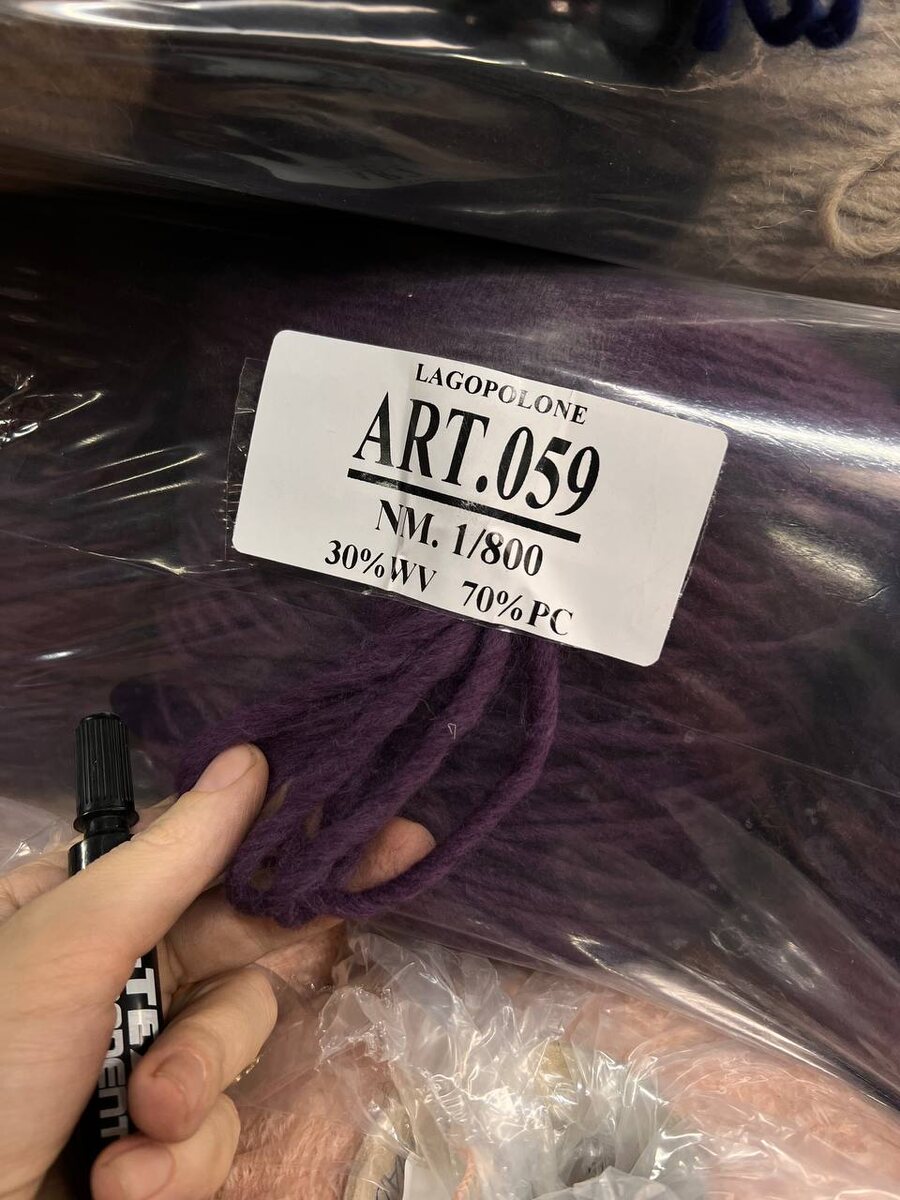 LAGOPOLONE
ART.059
NM. 1/800
30% WV 70% PC